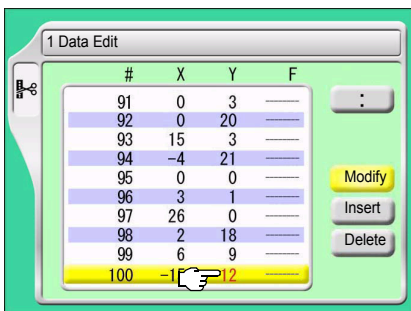 1 Data Edit
# X Y F
91 0 3 --------
92 0 20 --------
93 15 3 --------
94 -4 21 --------
95 0 0 --------
96 3 1 --------
97 26 0 --------
98 2 18 --------
99 6 9 --------
100 12 --------
:
Modify
Insert
Delete